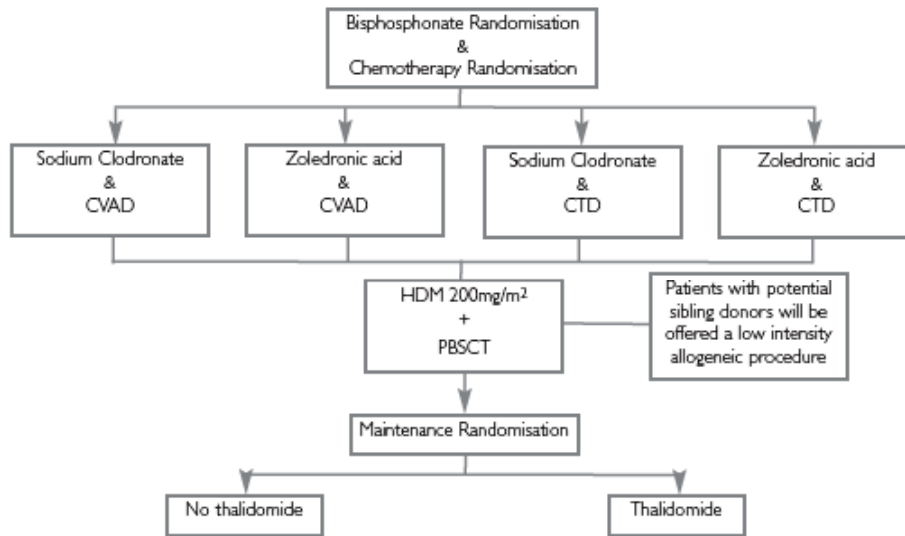 Bisphosphonate Randomisation
&
Chemotherapy Randomisation
Sodium Clodronate
&
CVAD
Zoledronic acid
&
CVAD
Sodium Clodronate
&
CTD
Zoledronic acid
&
CTD
HDM 200mg/m²
+
PBSCT
Patients with potential
sibling donors will be
offered a low intensity
allogeneic procedure
Maintenance Randomisation
No thalidomide
Thalidomide